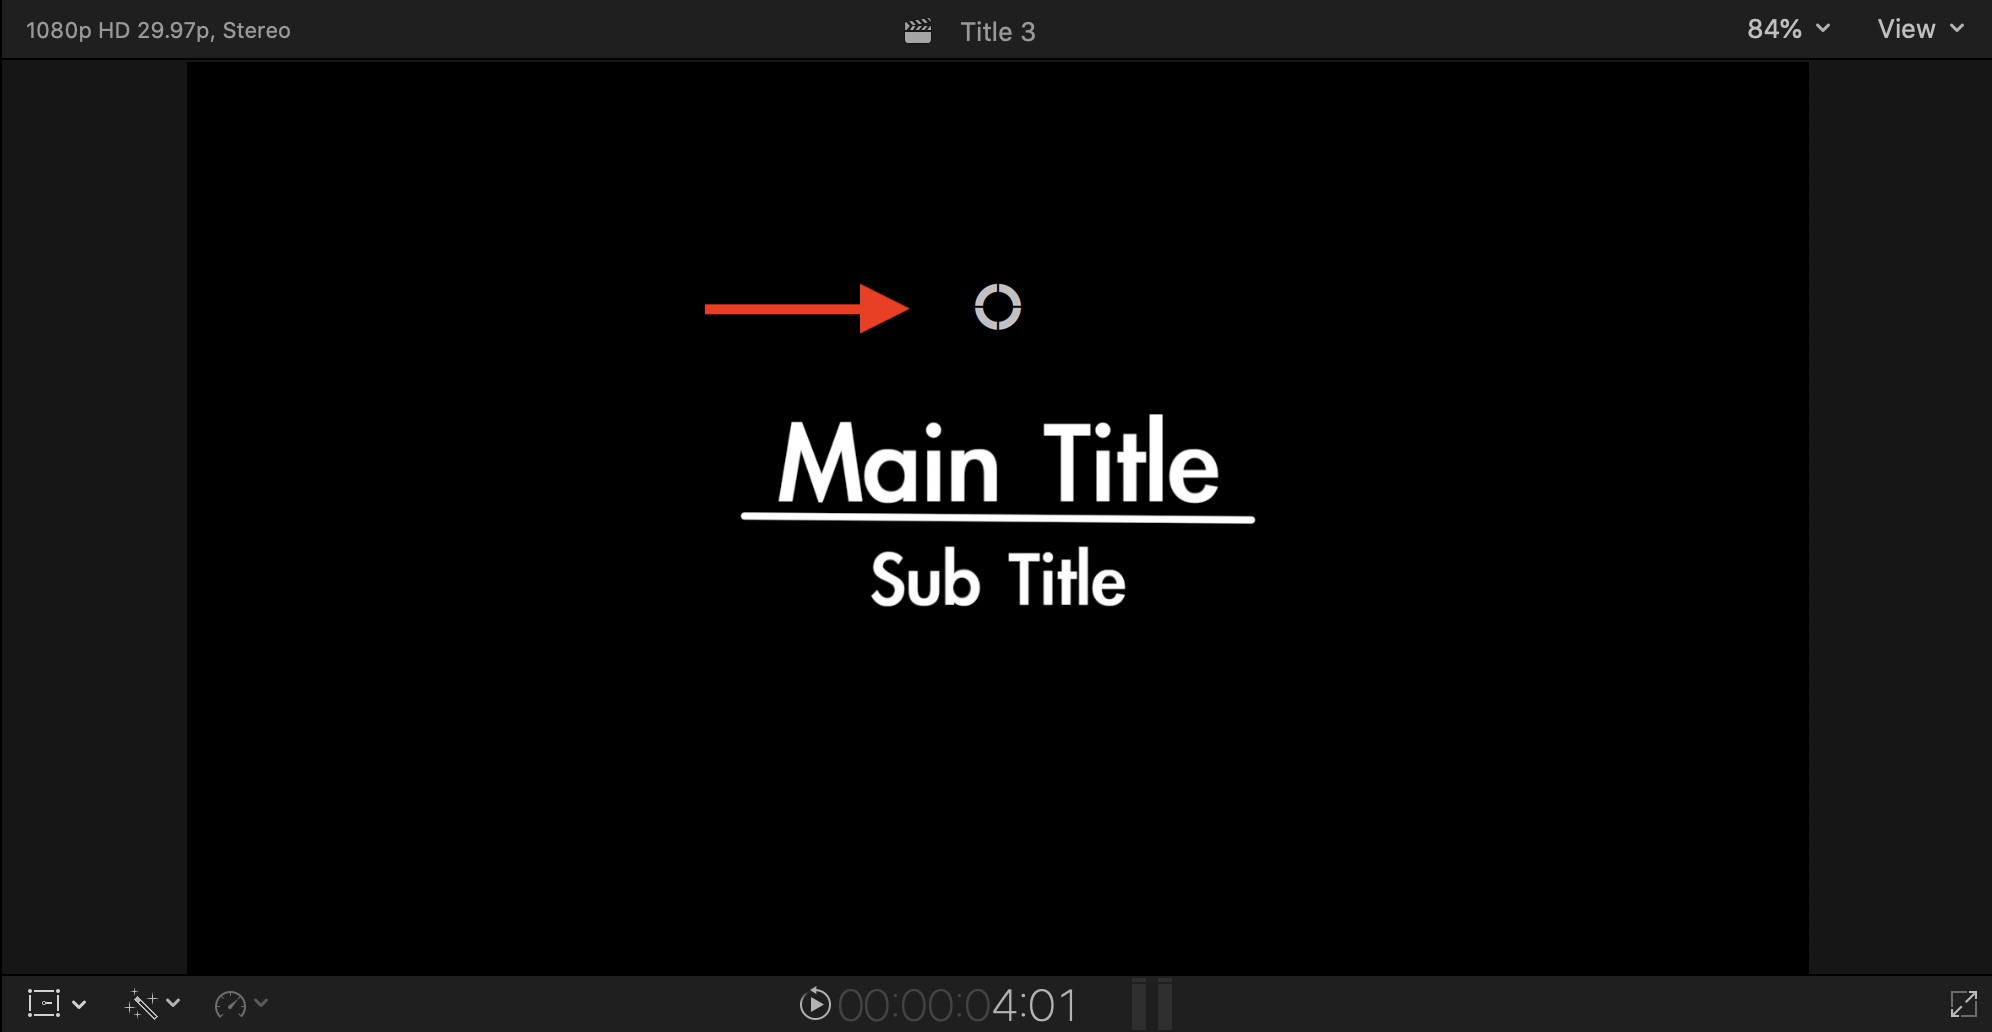 1080p HD 29.97p, Stereo
Title 3
84%
View
Main Title
Sub Title
00:00:04:01